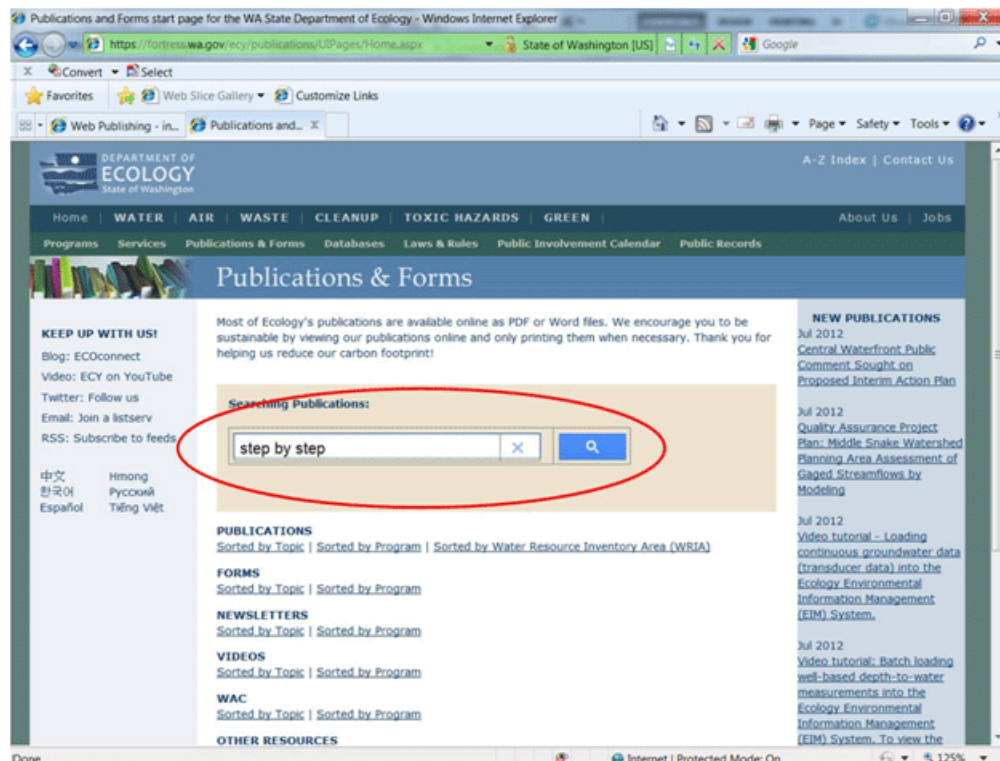 Publications and Forms start page for the WA State Department of Ecology - Windows Internet Explorer
https://fortress.wa.gov/ecy/publications/UIPages/Home.aspx State of Washington [US] Google
x Convert Select
Favorites Web Slice Gallery Customize Links
Web Publishing - in... Publications and... X Page Safety Tools
DEPARTMENT OF
ECOLOGY
State of Washington
A-Z Index | Contact Us
Home | WATER | AIR | WASTE | CLEANUP | TOXIC HAZARDS | GREEN | About Us | Jobs
Programs Services Publications & Forms Databases Laws & Rules Public Involvement Calendar Public Records
Publications & Forms
KEEP UP WITH US!
Blog: ECOconnect
Video: ECY on YouTube
Twitter: Follow us
Email: Join a listserv
RSS: Subscribe to feeds
中文 Hmong
한국어 Русский
Español Tiếng Việt
Most of Ecology's publications are available online as PDF or Word files. We encourage you to be
sustainable by viewing our publications online and only printing them when necessary. Thank you for
helping us reduce our carbon footprint!
Searching Publications:
step by step
PUBLICATIONS
Sorted by Topic | Sorted by Program | Sorted by Water Resource Inventory Area (WRIA)
FORMS
Sorted by Topic | Sorted by Program
NEWSLETTERS
Sorted by Topic | Sorted by Program
VIDEOS
Sorted by Topic | Sorted by Program
WAC
Sorted by Topic | Sorted by Program
OTHER RESOURCES
NEW PUBLICATIONS
Jul 2012
Central Waterfront Public
Comment Sought on
Proposed Interim Action Plan
Jul 2012
Quality Assurance Project
Plan: Middle Snake Watershed
Planning Area Assessment of
Gaged Streamflows by
Modeling
Jul 2012
Video tutorial - Loading
continuous groundwater data
(transducer data) into the
Ecology Environmental
Information Management
(EIM) System.
Jul 2012
Video tutorial: Batch loading
well-based depth-to-water
measurements into the
Ecology Environmental
Information Management
(EIM) System. To view the
Done Internet | Protected Mode: On 125%